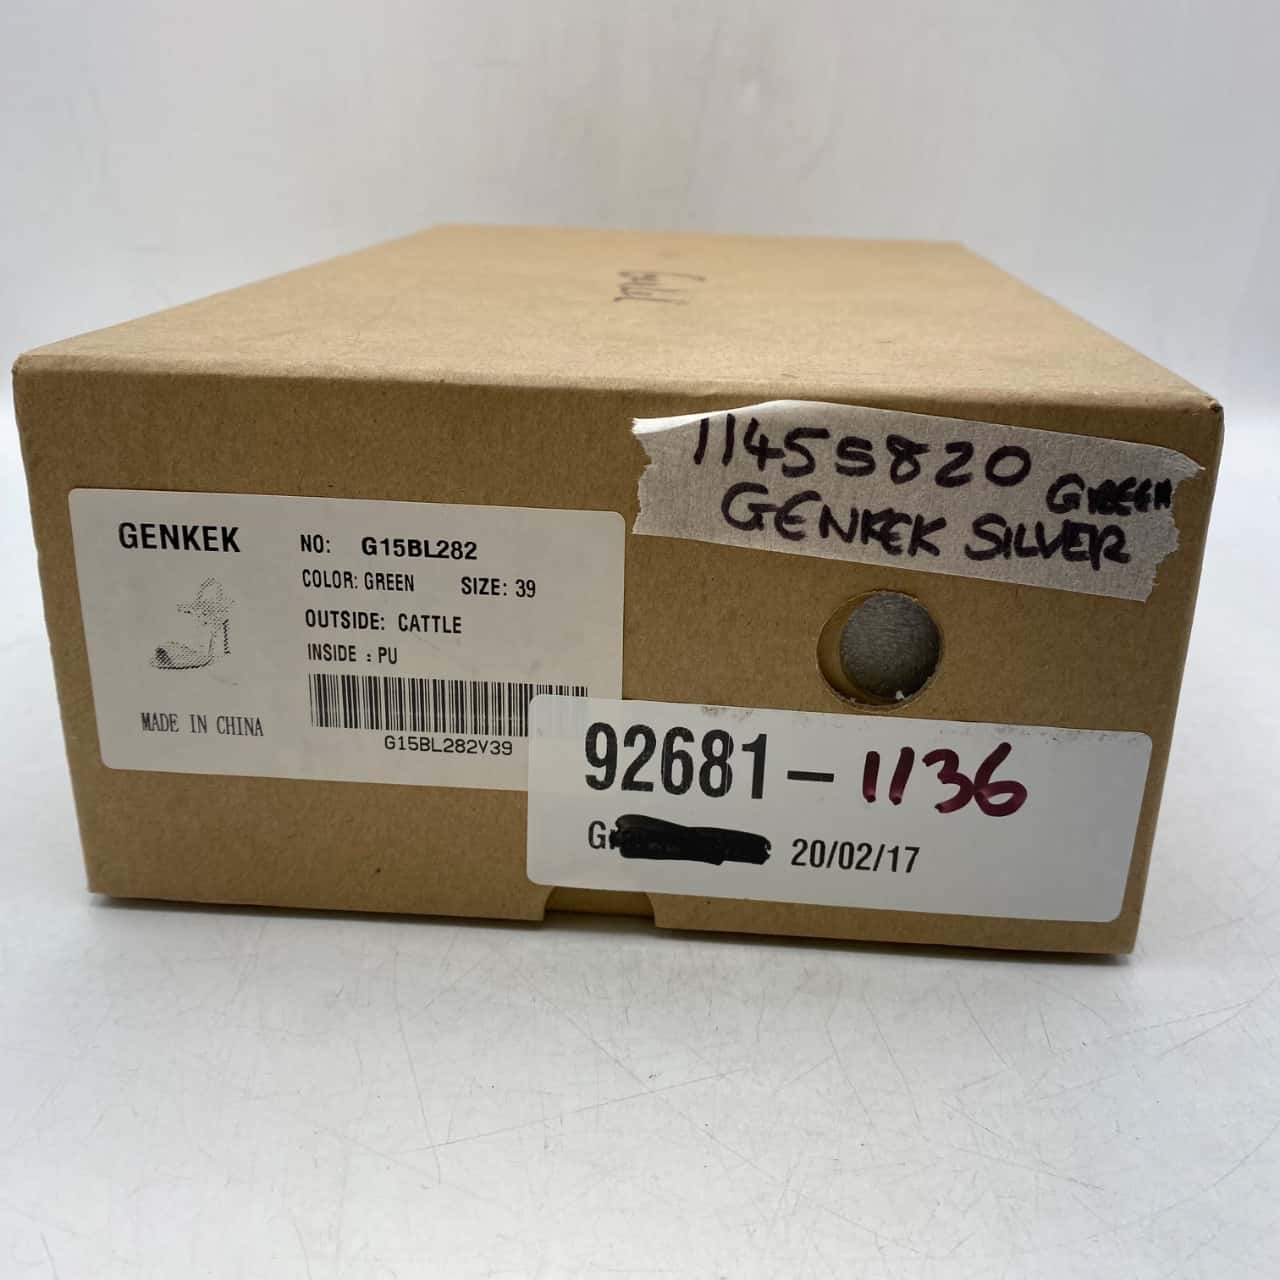 11455820
GREEN
GENKEK SILVER
GENKEK
NO: G15BL282
COLOR: GREEN SIZE: 39
OUTSIDE: CATTLE
INSIDE : PU
MADE IN CHINA
G15BL282V39
92681-1136
20/02/17